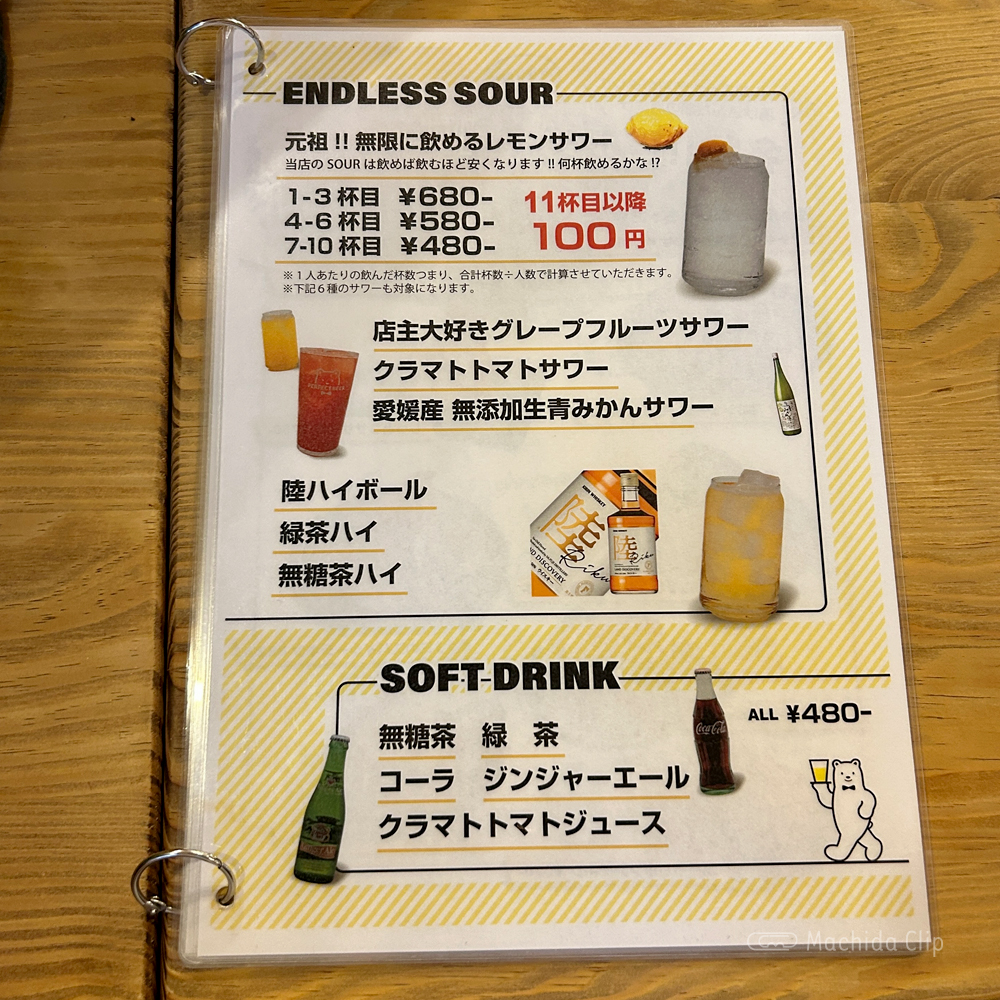 ENDLESS SOUR
元祖!!無限に飲めるレモンサワー
当店の SOUR は飲めば飲むほど安くなります!!何杯飲めるかな!?
1-3 杯目 ¥680-
4-6 杯目 ¥580-
7-10 杯目 ¥480-
11杯目以降
100 円
※1人あたりの飲んだ杯数つまり、合計杯数÷人数で計算させていただきます。
※下記6種のサワーも対象になります。
店主大好きグレープフルーツサワー
クラマトトマトサワー
愛媛産 無添加生青みかんサワー
陸ハイボール
緑茶ハイ
無糖茶ハイ
陸
Riku
陸
SOFT-DRINK
ALL ¥480-
無糖茶 緑 茶
コーラ ジンジャーエール
クラマトトマトジュース
Coca-Cola
Machida Clip